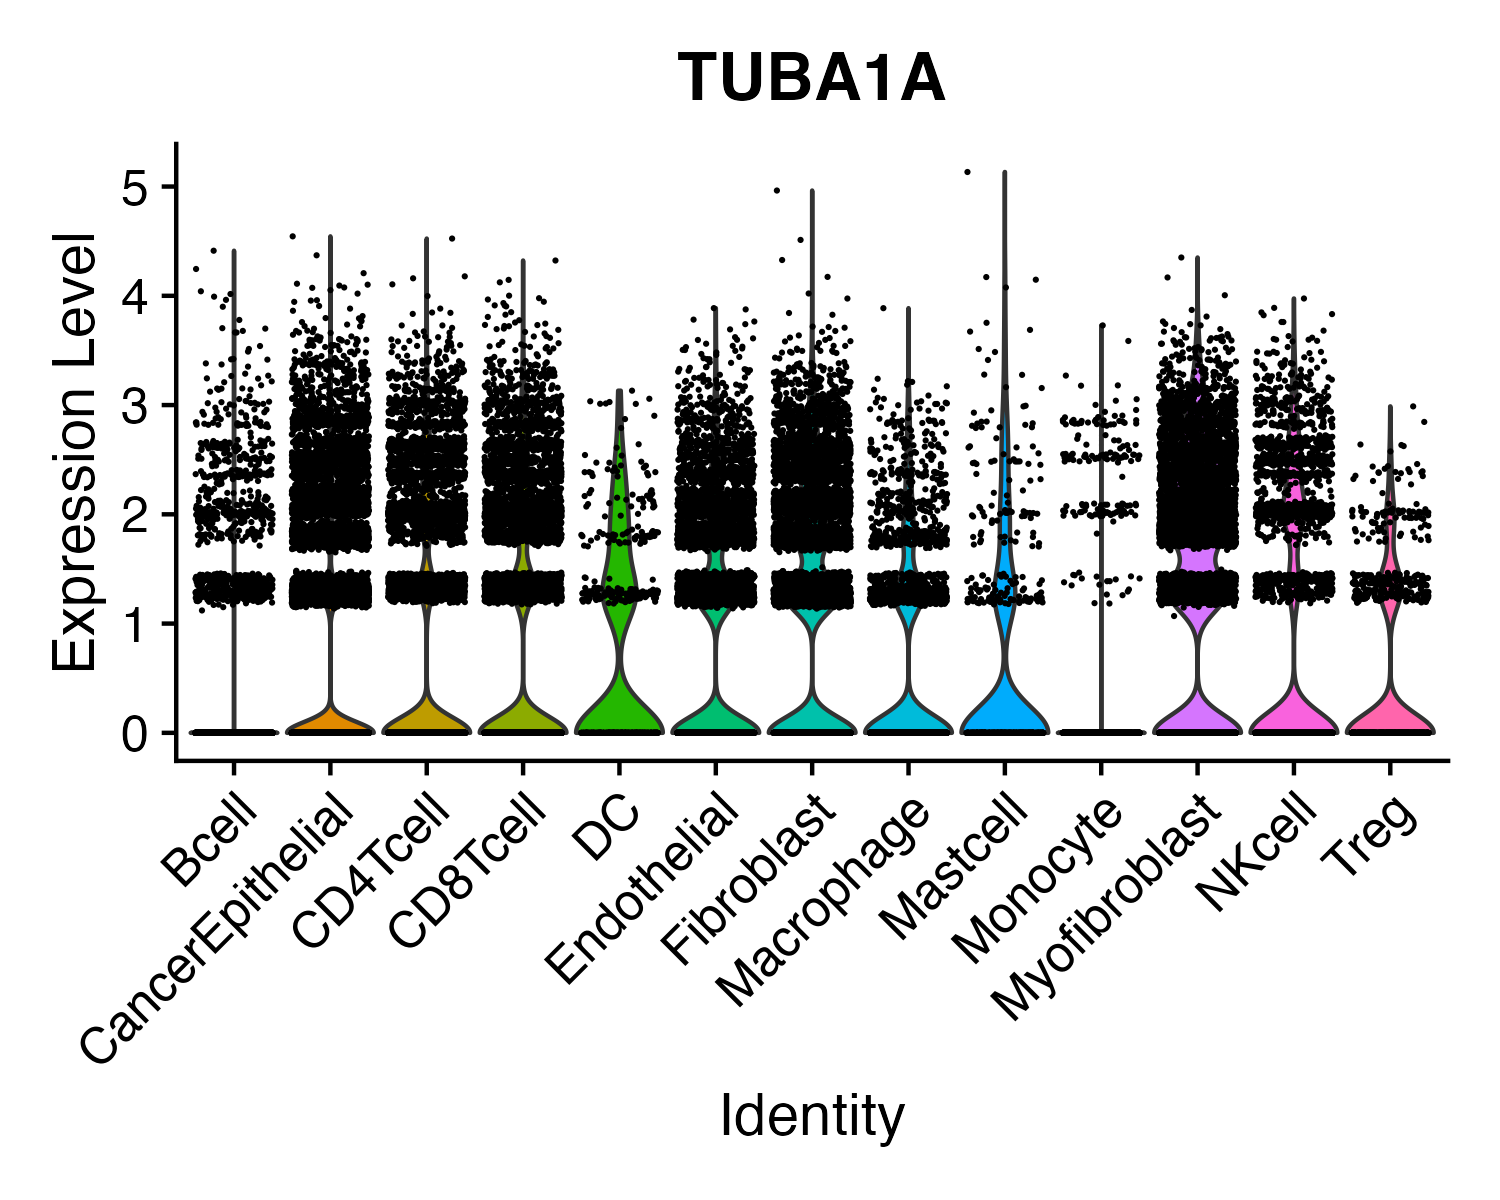 TUBA1A
Expression Level
5
4
3
2
1
0
Bcell
CancerEpithelial
CD4Tcell
CD8Tcell
DC
Endothelial
Fibroblast
Macrophage
Mastcell
Monocyte
Myofibroblast
NKcell
Treg
Identity